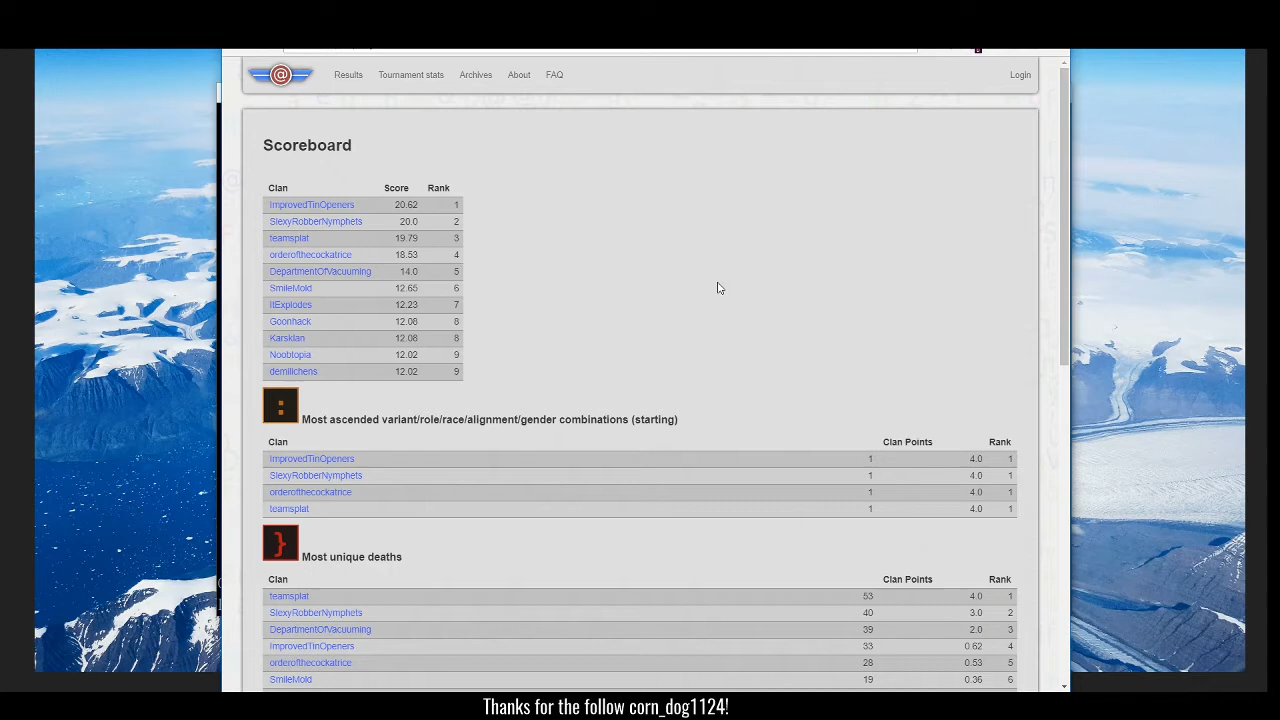 @ Results Tournament stats Archives About FAQ Login
Scoreboard
Clan Score Rank
ImprovedTinOpeners 20.62 1
SlexyRobberNymphets 20.0 2
teamsplat 19.79 3
orderofthecockatrice 18.53 4
DepartmentOfVacuuming 14.0 5
SmileMold 12.65 6
ItExplodes 12.23 7
Goonhack 12.08 8
Karsklan 12.08 8
Noobtopia 12.02 9
demilichens 12.02 9
: Most ascended variant/role/race/alignment/gender combinations (starting)
Clan Clan Points Rank
ImprovedTinOpeners 1 4.0 1
SlexyRobberNymphets 1 4.0 1
orderofthecockatrice 1 4.0 1
teamsplat 1 4.0 1
} Most unique deaths
Clan Clan Points Rank
teamsplat 53 4.0 1
SlexyRobberNymphets 40 3.0 2
DepartmentOfVacuuming 39 2.0 3
ImprovedTinOpeners 33 0.62 4
orderofthecockatrice 28 0.53 5
SmileMold 19 0.36 6
Thanks for the follow corn_dog1124!